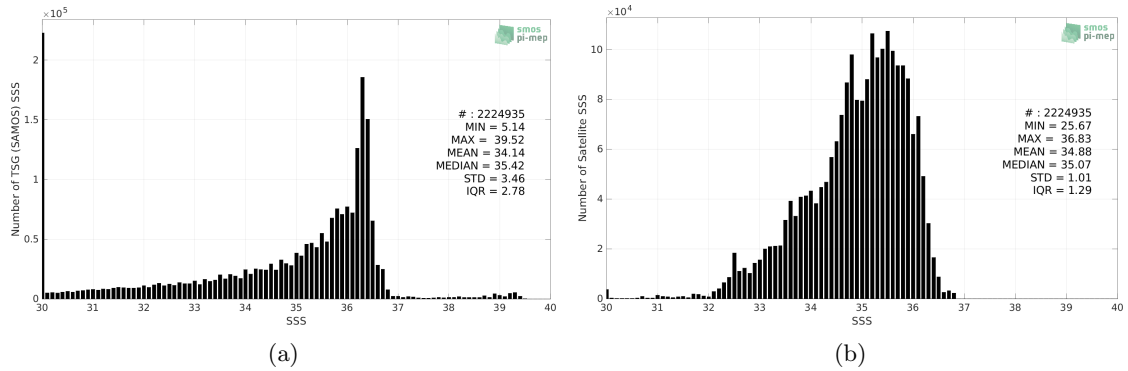 ×10⁵
smos
pi-mep
Number of TSG (SAMOS) SSS
2
1.5
1
0.5
0
# : 2224935
MIN = 5.14
MAX = 39.52
MEAN = 34.14
MEDIAN = 35.42
STD = 3.46
IQR = 2.78
30 31 32 33 34 35 36 37 38 39 40
SSS
(a)
×10⁴
smos
pi-mep
Number of Satellite SSS
10
8
6
4
2
0
# : 2224935
MIN = 25.67
MAX = 36.83
MEAN = 34.88
MEDIAN = 35.07
STD = 1.01
IQR = 1.29
30 31 32 33 34 35 36 37 38 39 40
SSS
(b)